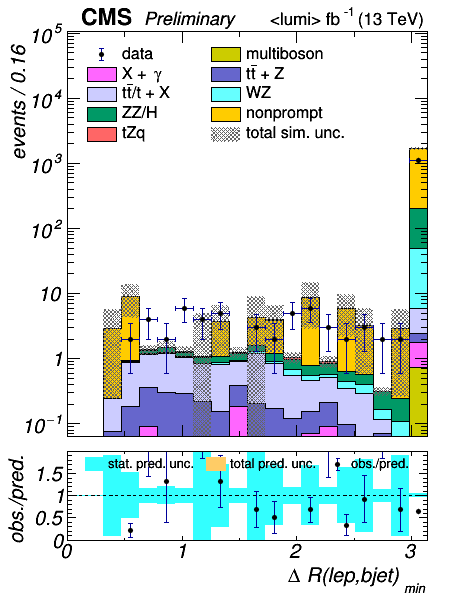 CMS Preliminary <lumi> fb⁻¹ (13 TeV)
events / 0.16
10⁵
10⁴
10³
10²
10
1
10⁻¹
data
X + γ
tt̄/t + X
ZZ/H
tZq
multiboson
tt̄ + Z
WZ
nonprompt
total sim. unc.
obs./pred.
1.5
1
0.5
0
stat. pred. unc. total pred. unc. obs./pred.
0 1 2 3
Δ R(lep,bjet) min